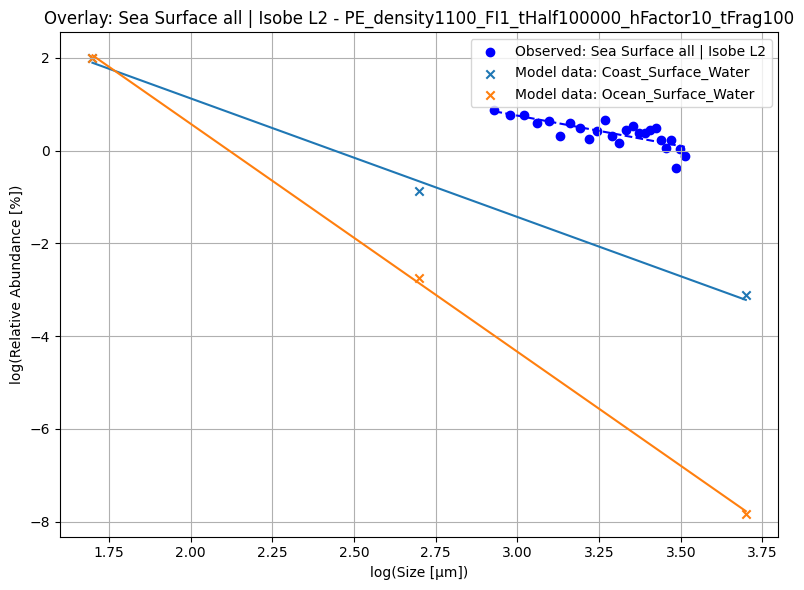 Overlay: Sea Surface all | Isobe L2 - PE_density1100_FI1_tHalf100000_hFactor10_tFrag100
Observed: Sea Surface all | Isobe L2
Model data: Coast_Surface_Water
Model data: Ocean_Surface_Water
log(Relative Abundance [%])
2
0
−2
−4
−6
−8
1.75 2.00 2.25 2.50 2.75 3.00 3.25 3.50 3.75
log(Size [μm])